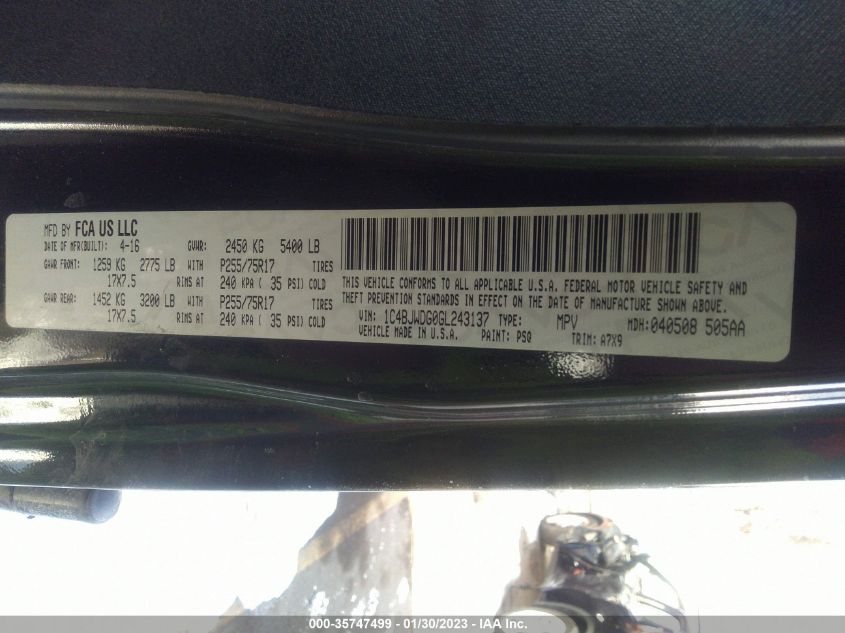 MFD BY FCA US LLC
DATE OF MFR(BUILT): 4-16 GVWR: 2450 KG 5400 LB
GAWR FRONT: 1259 KG 2775 LB WITH P255/75R17 TIRES
17X7.5 RIMS AT 240 KPA ( 35 PSI) COLD
GAWR REAR: 1452 KG 3200 LB WITH P255/75R17 TIRES
17X7.5 RIMS AT 240 KPA ( 35 PSI) COLD
THIS VEHICLE CONFORMS TO ALL APPLICABLE U.S.A. FEDERAL MOTOR VEHICLE SAFETY AND
THEFT PREVENTION STANDARDS IN EFFECT ON THE DATE OF MANUFACTURE SHOWN ABOVE.
VIN: 1C4BJWDG0GL243137 TYPE: MPV MDH:040508 505AA
VEHICLE MADE IN U.S.A. PAINT: PSQ TRIM: A7X9
000-35747499 - 01/30/2023 - © IAA Inc.